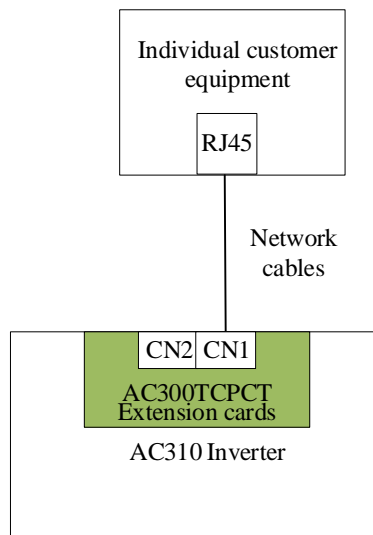 Individual customer
equipment
RJ45
Network
cables
CN2 CN1
AC300TCPCT
Extension cards
AC310 Inverter